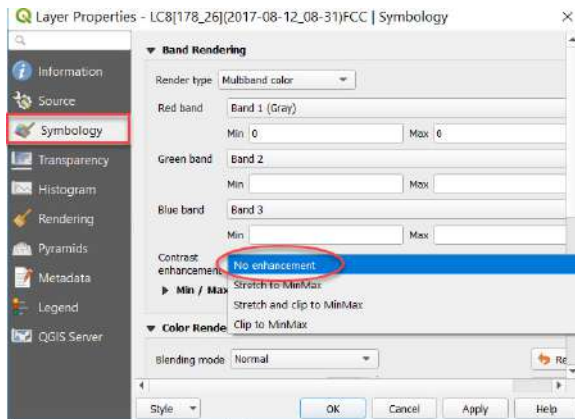 Layer Properties - LC8[178_26](2017-08-12_08-31)FCC | Symbology
Information
Source
Symbology
Transparency
Histogram
Rendering
Pyramids
Metadata
Legend
QGIS Server
Band Rendering
Render type Multiband color
Red band Band 1 (Gray)
Min 0 Max 6
Green band Band 2
Min Max
Blue band Band 3
Min Max
Contrast
enhancement No enhancement
Stretch to MinMax
Min / Max
Stretch and clip to MinMax
Clip to MinMax
Color Rende
Blending mode Normal Re
Style OK Cancel Apply Help